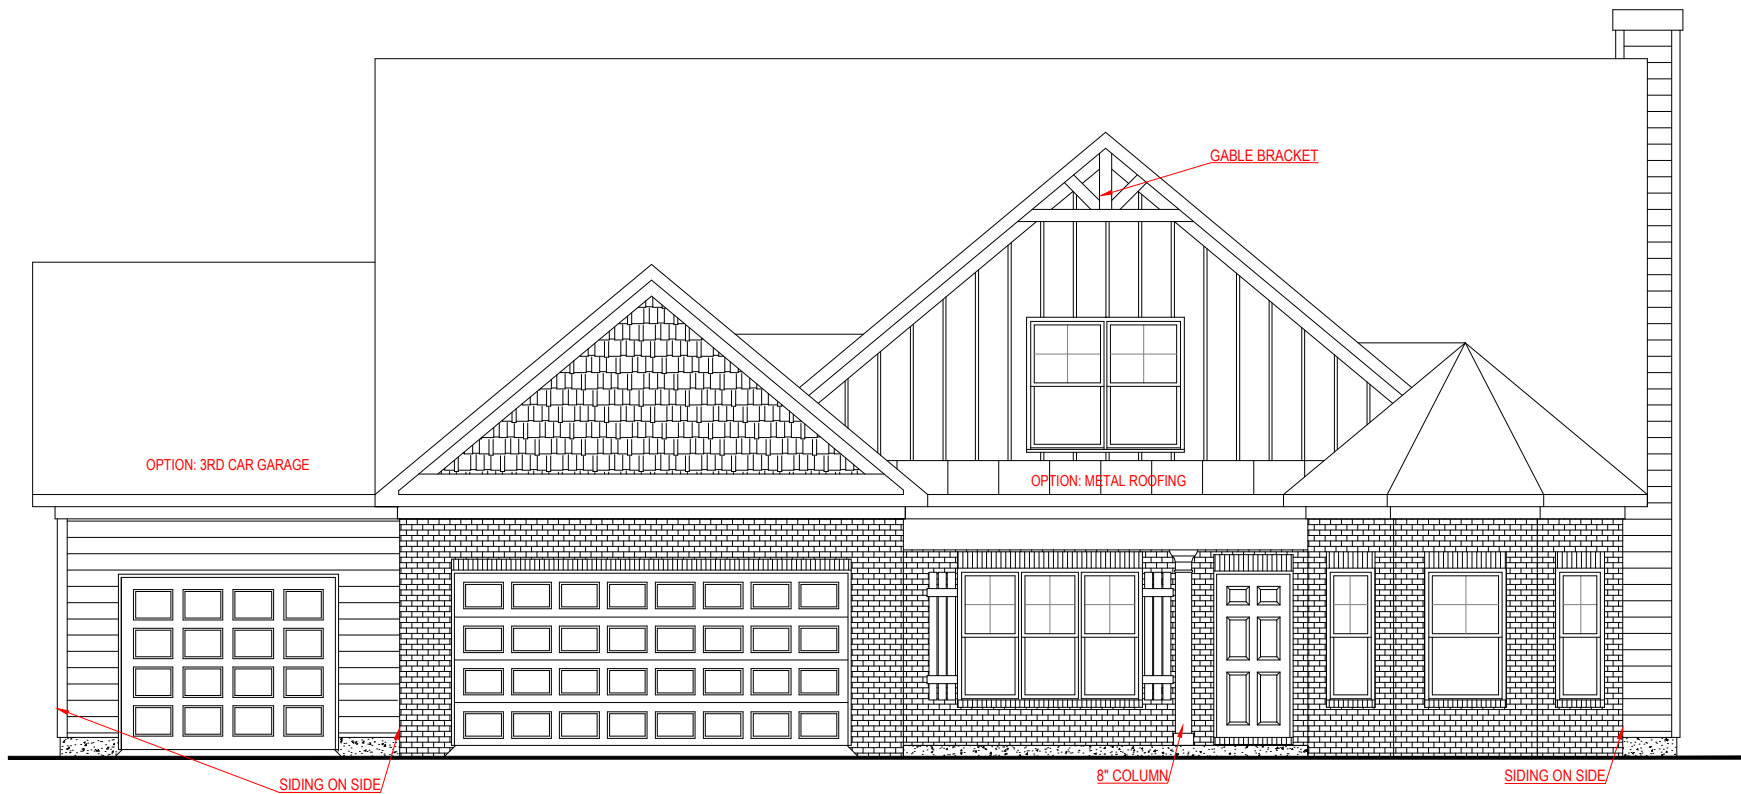 GABLE BRACKET
OPTION: 3RD CAR GARAGE
OPTION: METAL ROOFING
SIDING ON SIDE
8" COLUMN
SIDING ON SIDE